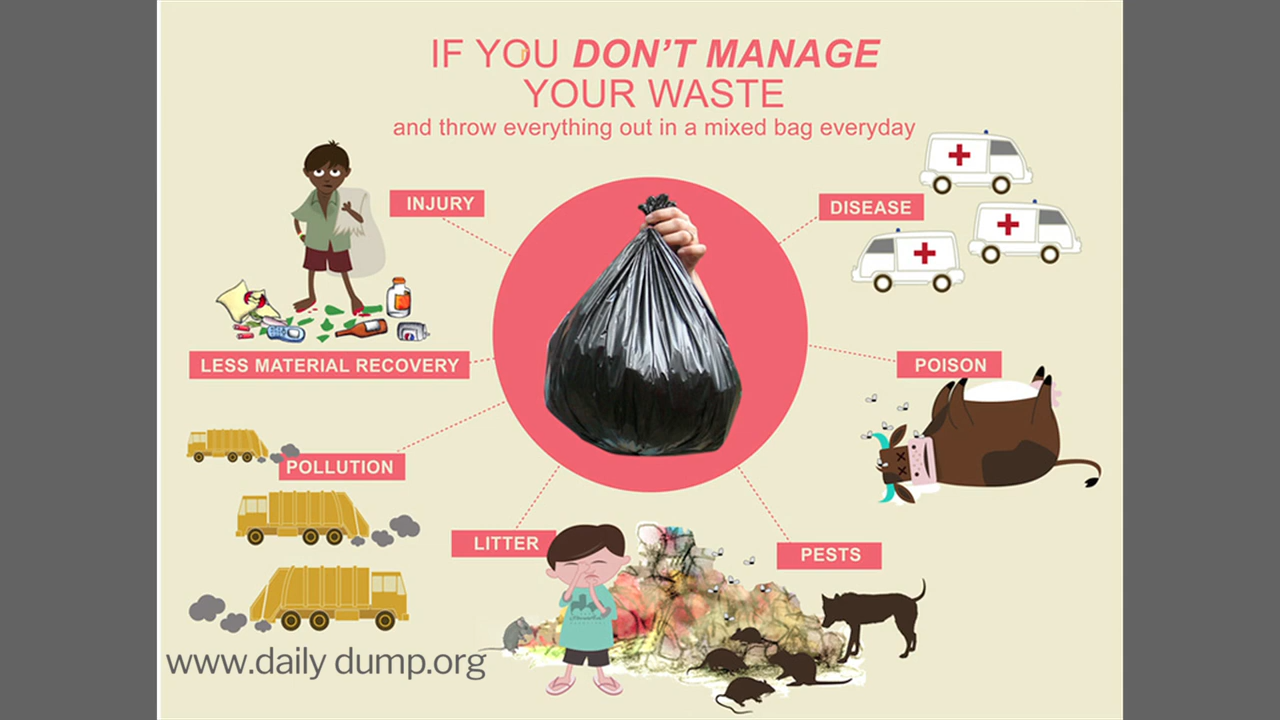 IF YOU DON'T MANAGE
YOUR WASTE
and throw everything out in a mixed bag everyday
INJURY
DISEASE
LESS MATERIAL RECOVERY
POISON
POLLUTION
LITTER
PESTS
www.daily dump.org